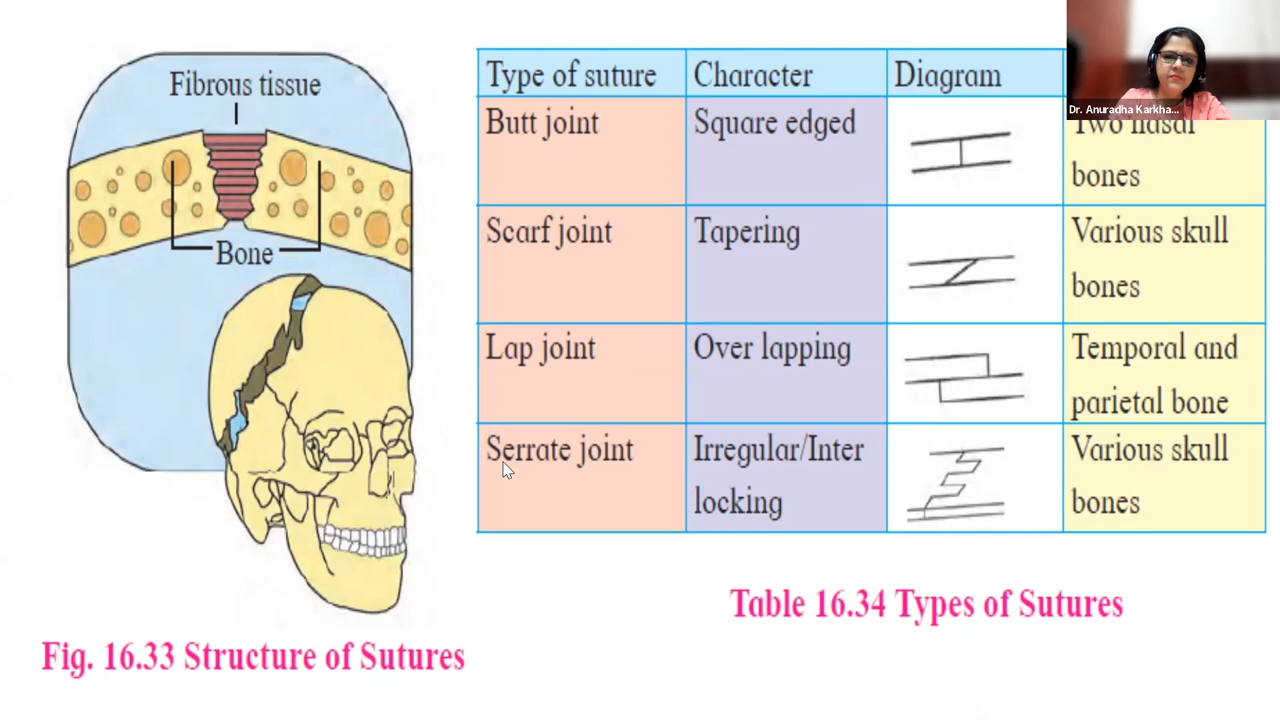 Fibrous tissue
Bone
Fig. 16.33 Structure of Sutures
Type of suture Character Diagram
Butt joint Square edged Two nasal
bones
Scarf joint Tapering Various skull
bones
Lap joint Over lapping Temporal and
parietal bone
Serrate joint Irregular/Inter Various skull
locking bones
Table 16.34 Types of Sutures
Dr. Anuradha Karkha...